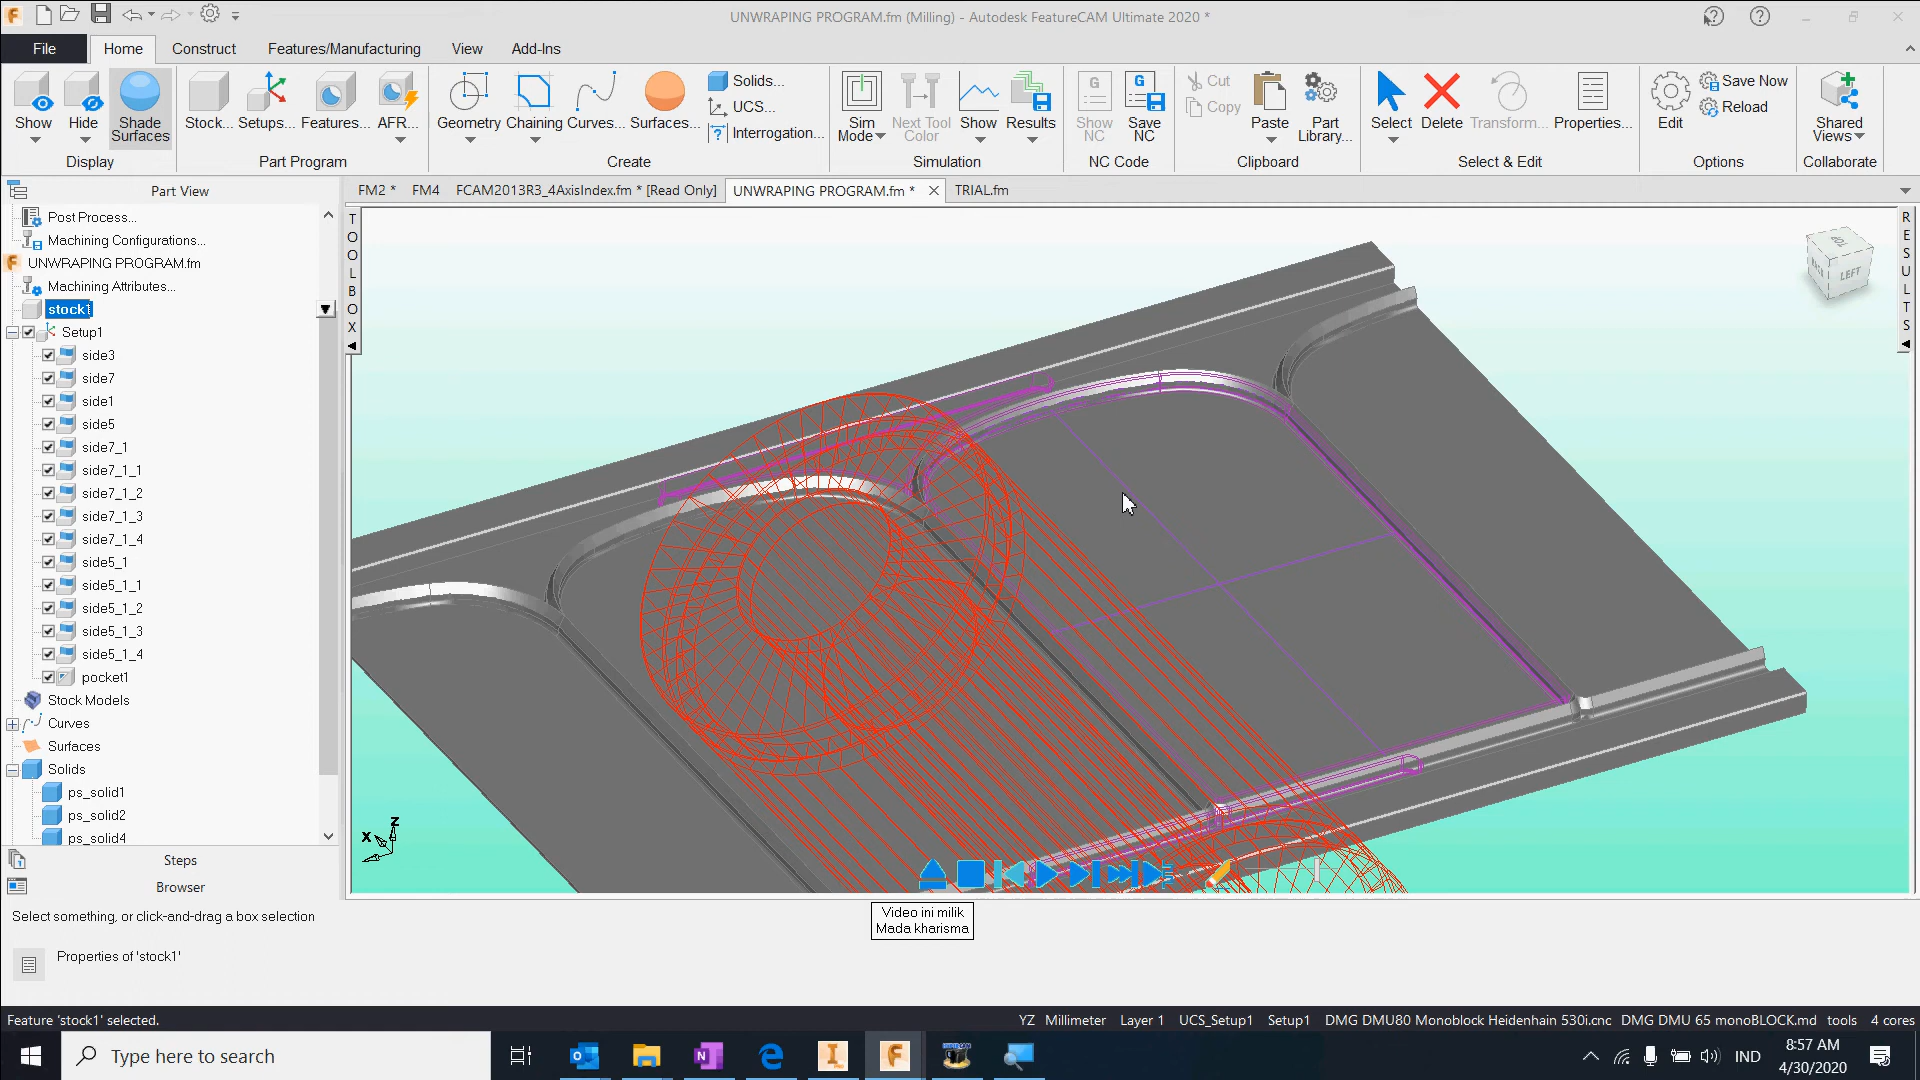 UNWRAPING PROGRAM.fm (Milling) - Autodesk FeatureCAM Ultimate 2020 *
File Home Construct Features/Manufacturing View Add-Ins
Show
Hide
Shade Surfaces
Display
Stock...
Setups...
Features...
AFR...
Part Program
Geometry
Chaining
Curves...
Surfaces...
Solids...
UCS...
Interrogation...
Create
Sim Mode
Next Tool Color
Show
Results
Simulation
Show NC
Save NC
NC Code
Cut
Copy
Paste
Part Library...
Clipboard
Select
Delete
Transform...
Properties...
Select & Edit
Edit
Save Now
Reload
Options
Shared Views
Collaborate
Part View
FM2 * FM4 FCAM2013R3_4AxisIndex.fm * [Read Only] UNWRAPING PROGRAM.fm * TRIAL.fm
Post Process...
Machining Configurations...
UNWRAPING PROGRAM.fm
Machining Attributes...
stock1
Setup1
side3
side7
side1
side5
side7_1
side7_1_1
side7_1_2
side7_1_3
side7_1_4
side5_1
side5_1_1
side5_1_2
side5_1_3
side5_1_4
pocket1
Stock Models
Curves
Surfaces
Solids
ps_solid1
ps_solid2
ps_solid4
Steps
Browser
TOOLBOX
RESULTS
TOP
BACK LEFT
X Z
Select something, or click-and-drag a box selection
Properties of 'stock1'
Video ini milik
Mada kharisma
Feature 'stock1' selected.
YZ Millimeter Layer 1 UCS_Setup1 Setup1 DMG DMU80 Monoblock Heidenhain 530i.cnc DMG DMU 65 monoBLOCK.md tools 4 cores
Type here to search
IND
8:57 AM
4/30/2020